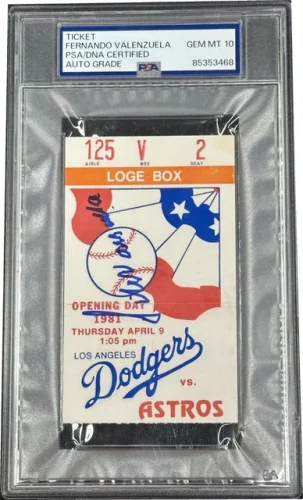 TICKET
FERNANDO VALENZUELA
GEM MT 10
PSA/DNA CERTIFIED
AUTO GRADE
PSA
85353468
125 V 2
AISLE BOX SEAT
LOGE BOX
OPENING DAY
1981
THURSDAY APRIL 9
1:05 pm
LOS ANGELES
Dodgers
vs.
ASTROS